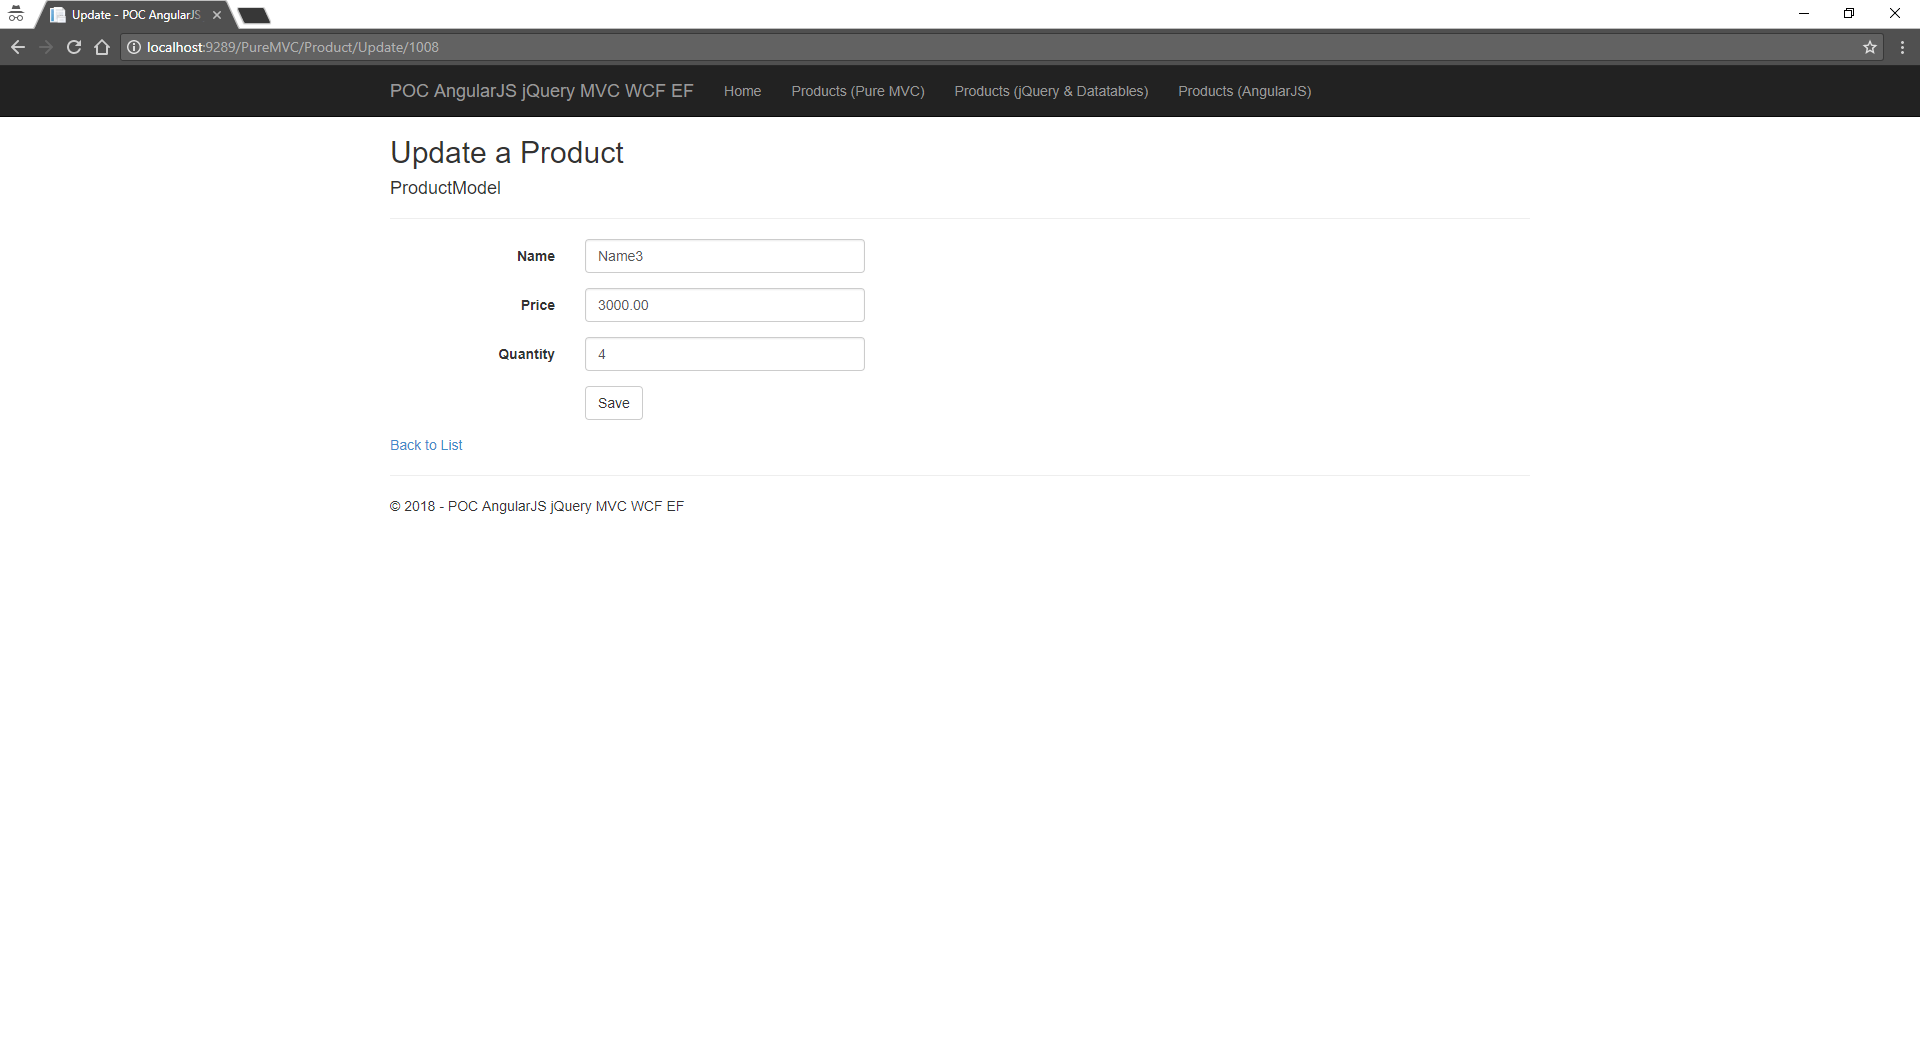 Update - POC AngularJS
localhost:9289/PureMVC/Product/Update/1008
POC AngularJS jQuery MVC WCF EF Home Products (Pure MVC) Products (jQuery & Datatables) Products (AngularJS)
Update a Product
ProductModel
Name Name3
Price 3000.00
Quantity 4
Save
Back to List
© 2018 - POC AngularJS jQuery MVC WCF EF